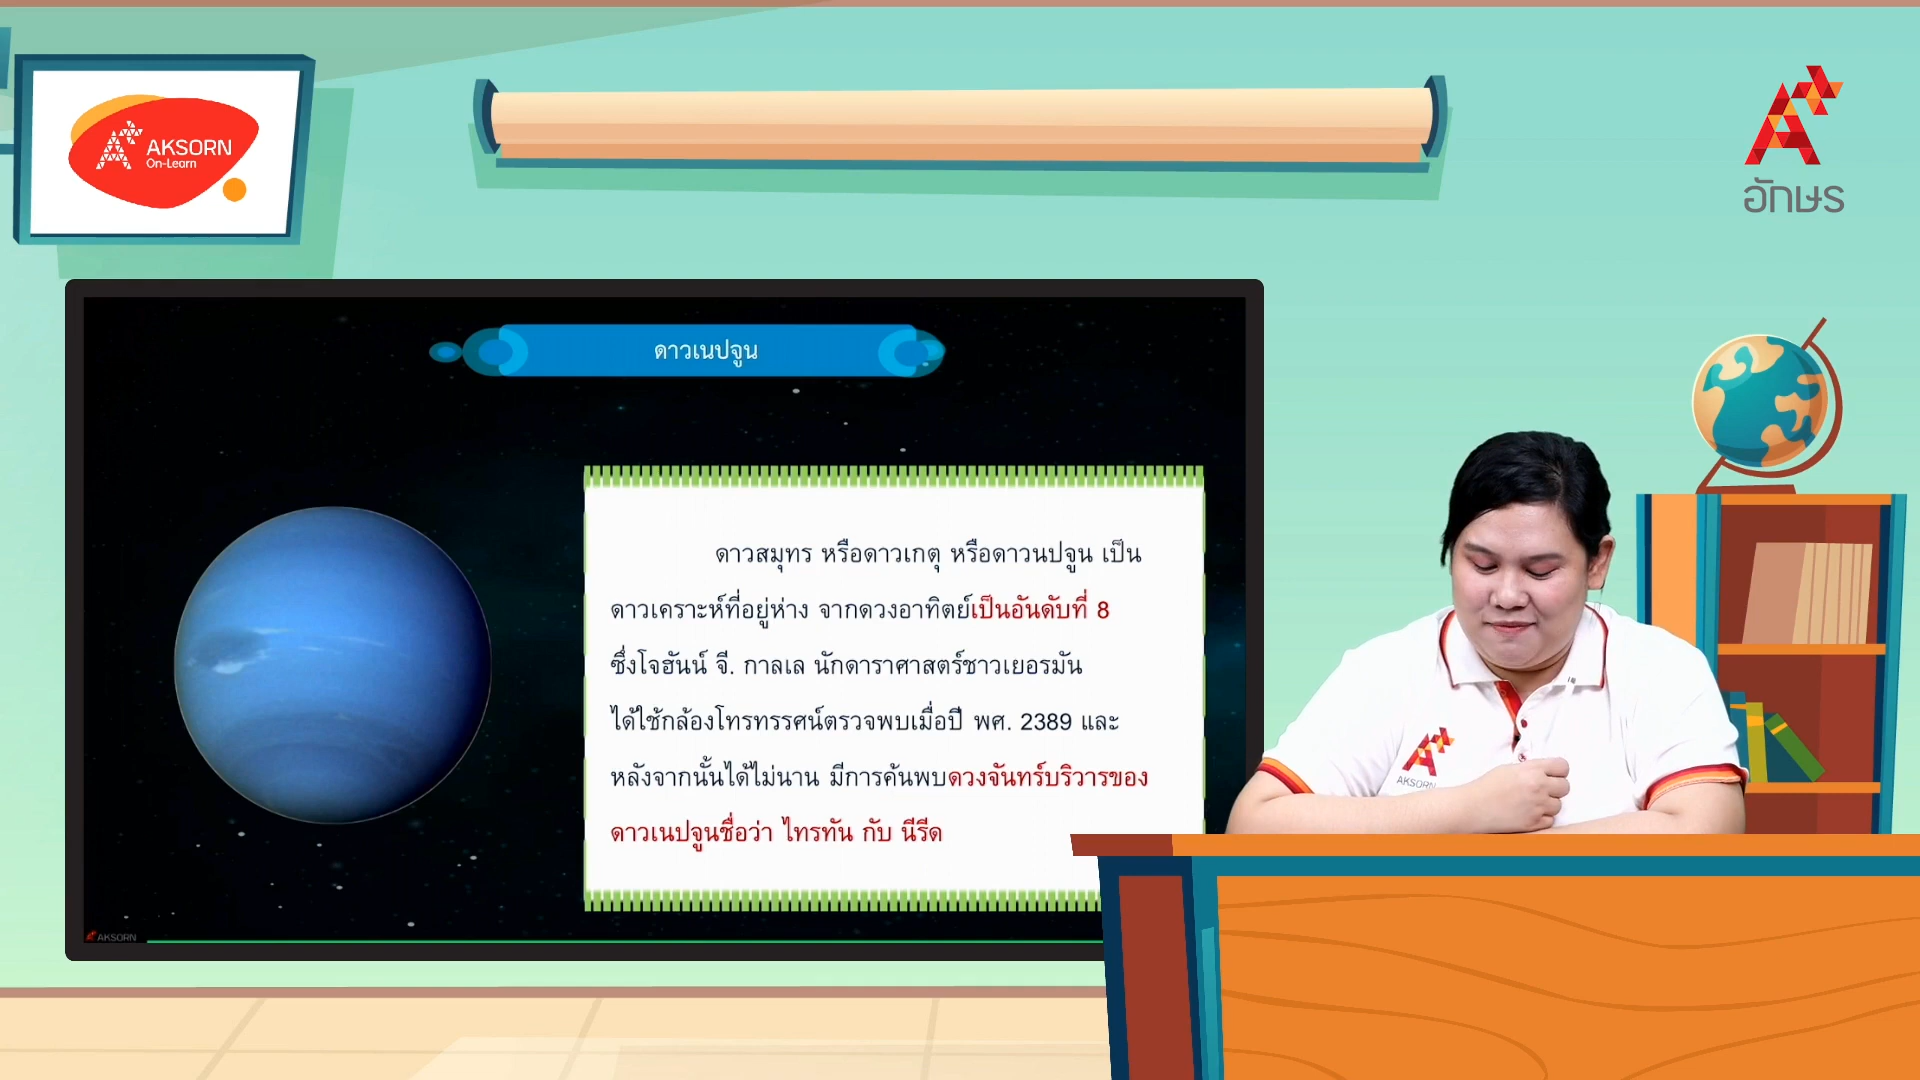 AKSORN
On-Learn
อักษร
ดาวเนปจูน
ดาวสมุทร หรือดาวเกตุ หรือดาวนปจูน เป็น
ดาวเคราะห์ที่อยู่ห่าง จากดวงอาทิตย์เป็นอันดับที่ 8
ซึ่งโจฮันน์ จี. กาลเล นักดาราศาสตร์ชาวเยอรมัน
ได้ใช้กล้องโทรทรรศน์ตรวจพบเมื่อปี พศ. 2389 และ
หลังจากนั้นได้ไม่นาน มีการค้นพบดวงจันทร์บริวารของ
ดาวเนปจูนชื่อว่า ไทรทัน กับ นีรีด
AKSORN
AKSORN